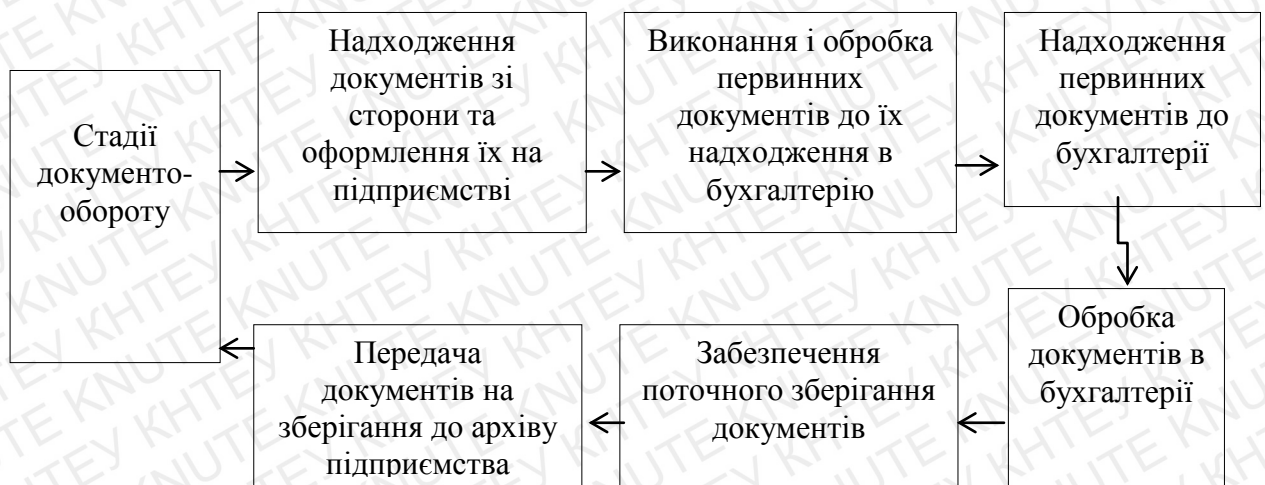 Стадії
документо-
обороту
Надходження
документів зі
сторони та
оформлення їх на
підприємстві
Виконання і обробка
первинних
документів до їх
надходження в
бухгалтерію
Надходження
первинних
документів до
бухгалтерії
Обробка
документів в
бухгалтерії
Забезпечення
поточного зберігання
документів
Передача
документів на
зберігання до архіву
підприємства